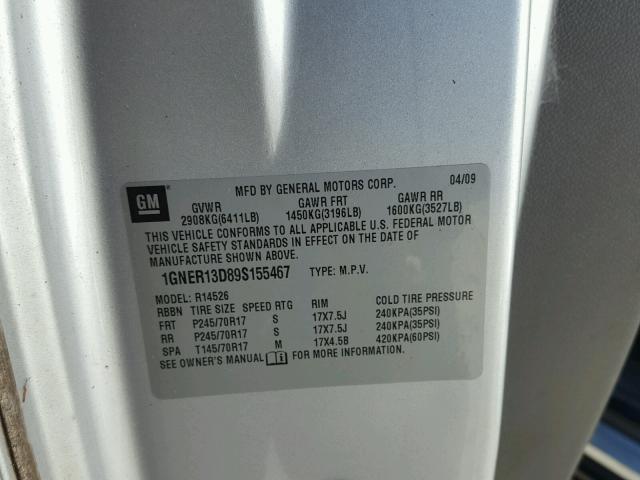 GM
MFD BY GENERAL MOTORS CORP. 04/09
GVWR GAWR FRT GAWR RR
2908KG(6411LB) 1450KG(3196LB) 1600KG(3527LB)
THIS VEHICLE CONFORMS TO ALL APPLICABLE U.S. FEDERAL MOTOR
VEHICLE SAFETY STANDARDS IN EFFECT ON THE DATE OF
MANUFACTURE SHOWN ABOVE.
1GNER13D89S155467 TYPE: M.P.V.
MODEL: R14526
RBBN TIRE SIZE SPEED RTG RIM COLD TIRE PRESSURE
FRT P245/70R17 S 17X7.5J 240KPA(35PSI)
RR P245/70R17 S 17X7.5J 240KPA(35PSI)
SPA T145/70R17 M 17X4.5B 420KPA(60PSI)
SEE OWNER'S MANUAL FOR MORE INFORMATION.